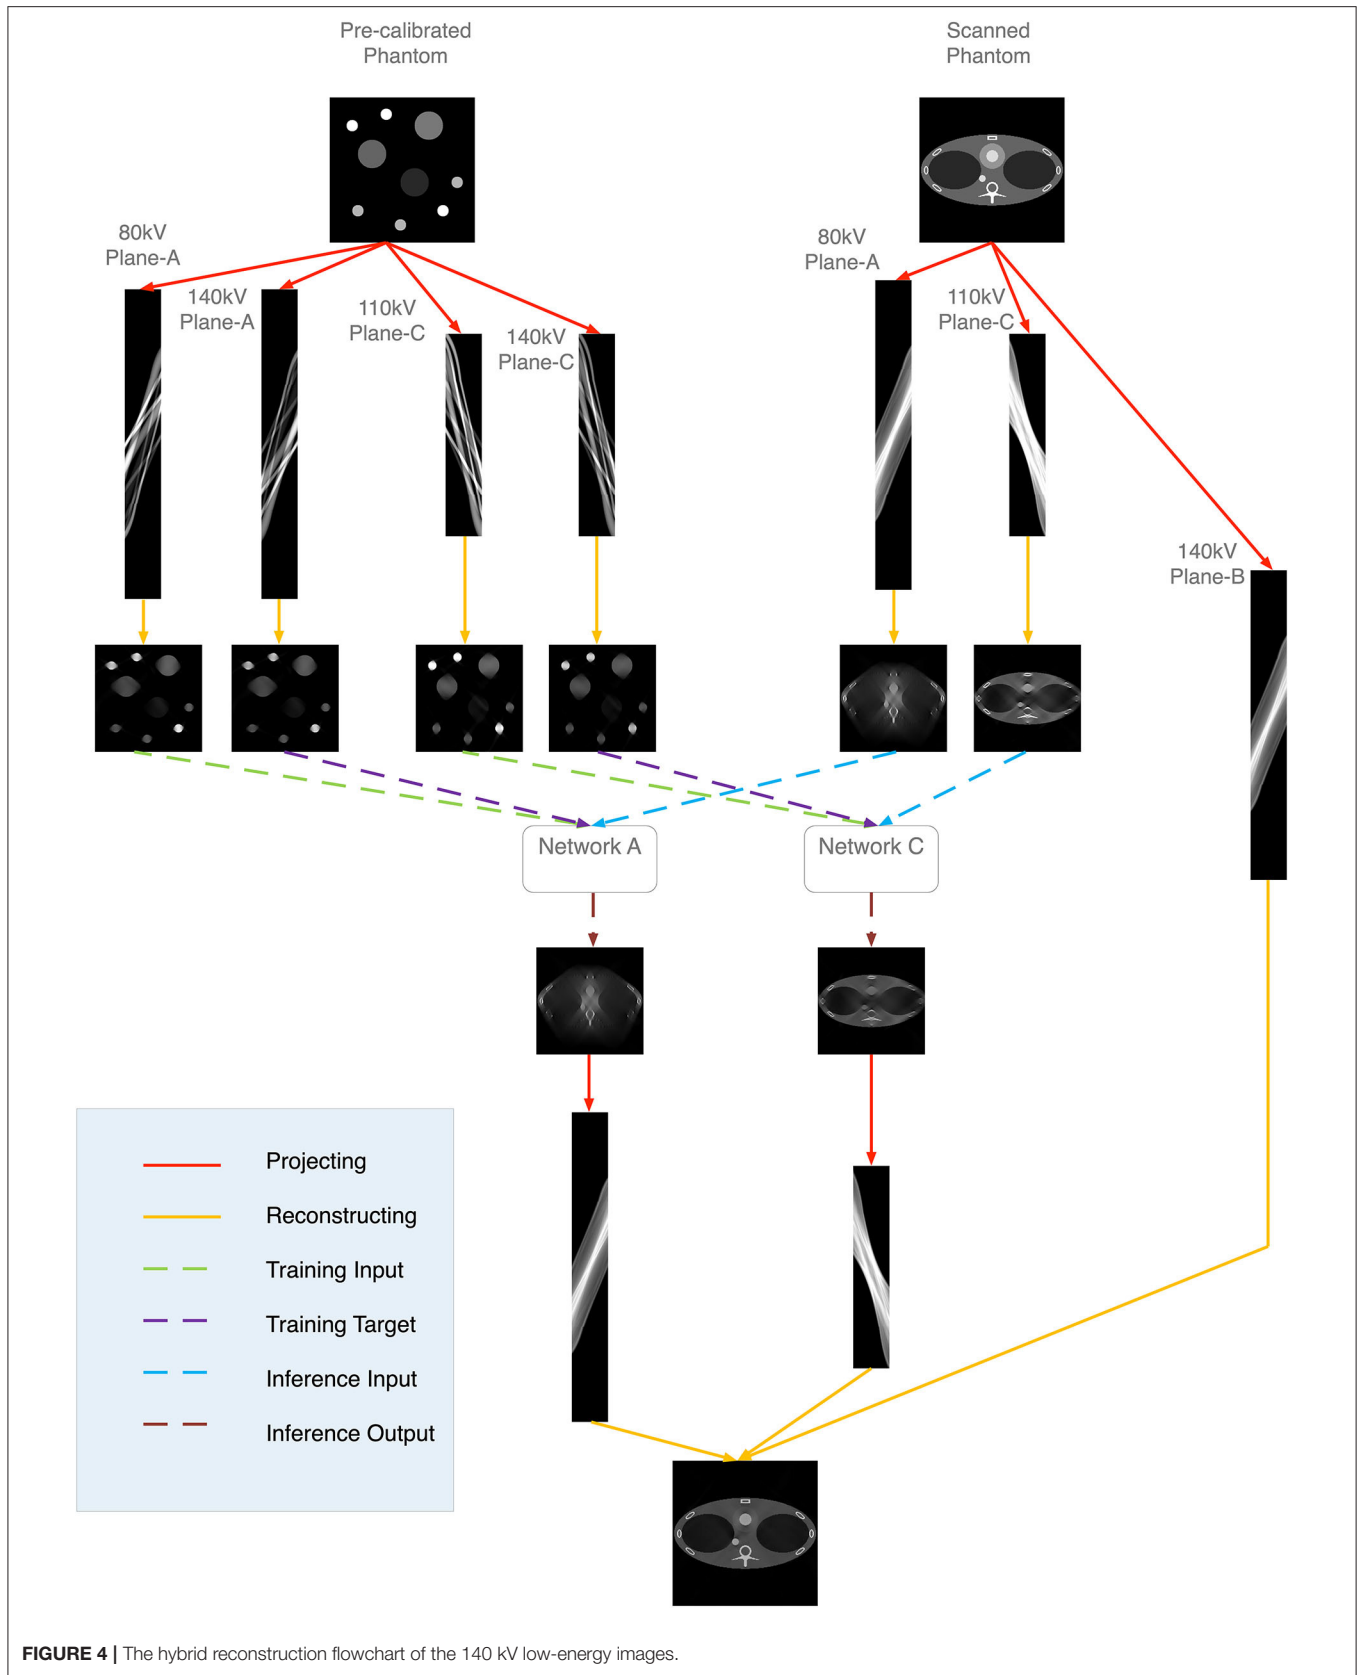 Pre-calibrated
Phantom
Scanned
Phantom
80kV
Plane-A
140kV
Plane-A
110kV
Plane-C
140kV
Plane-C
80kV
Plane-A
110kV
Plane-C
140kV
Plane-B
Network A
Network C
Projecting
Reconstructing
Training Input
Training Target
Inference Input
Inference Output
FIGURE 4 | The hybrid reconstruction flowchart of the 140 kV low-energy images.